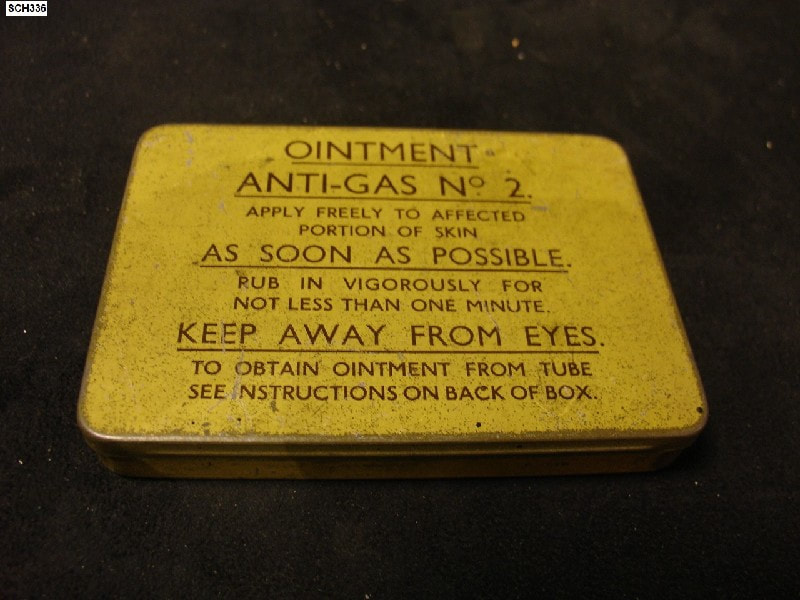 SCH336
OINTMENT
ANTI-GAS Nº 2.
APPLY FREELY TO AFFECTED
PORTION OF SKIN
AS SOON AS POSSIBLE.
RUB IN VIGOROUSLY FOR
NOT LESS THAN ONE MINUTE.
KEEP AWAY FROM EYES.
TO OBTAIN OINTMENT FROM TUBE
SEE INSTRUCTIONS ON BACK OF BOX.